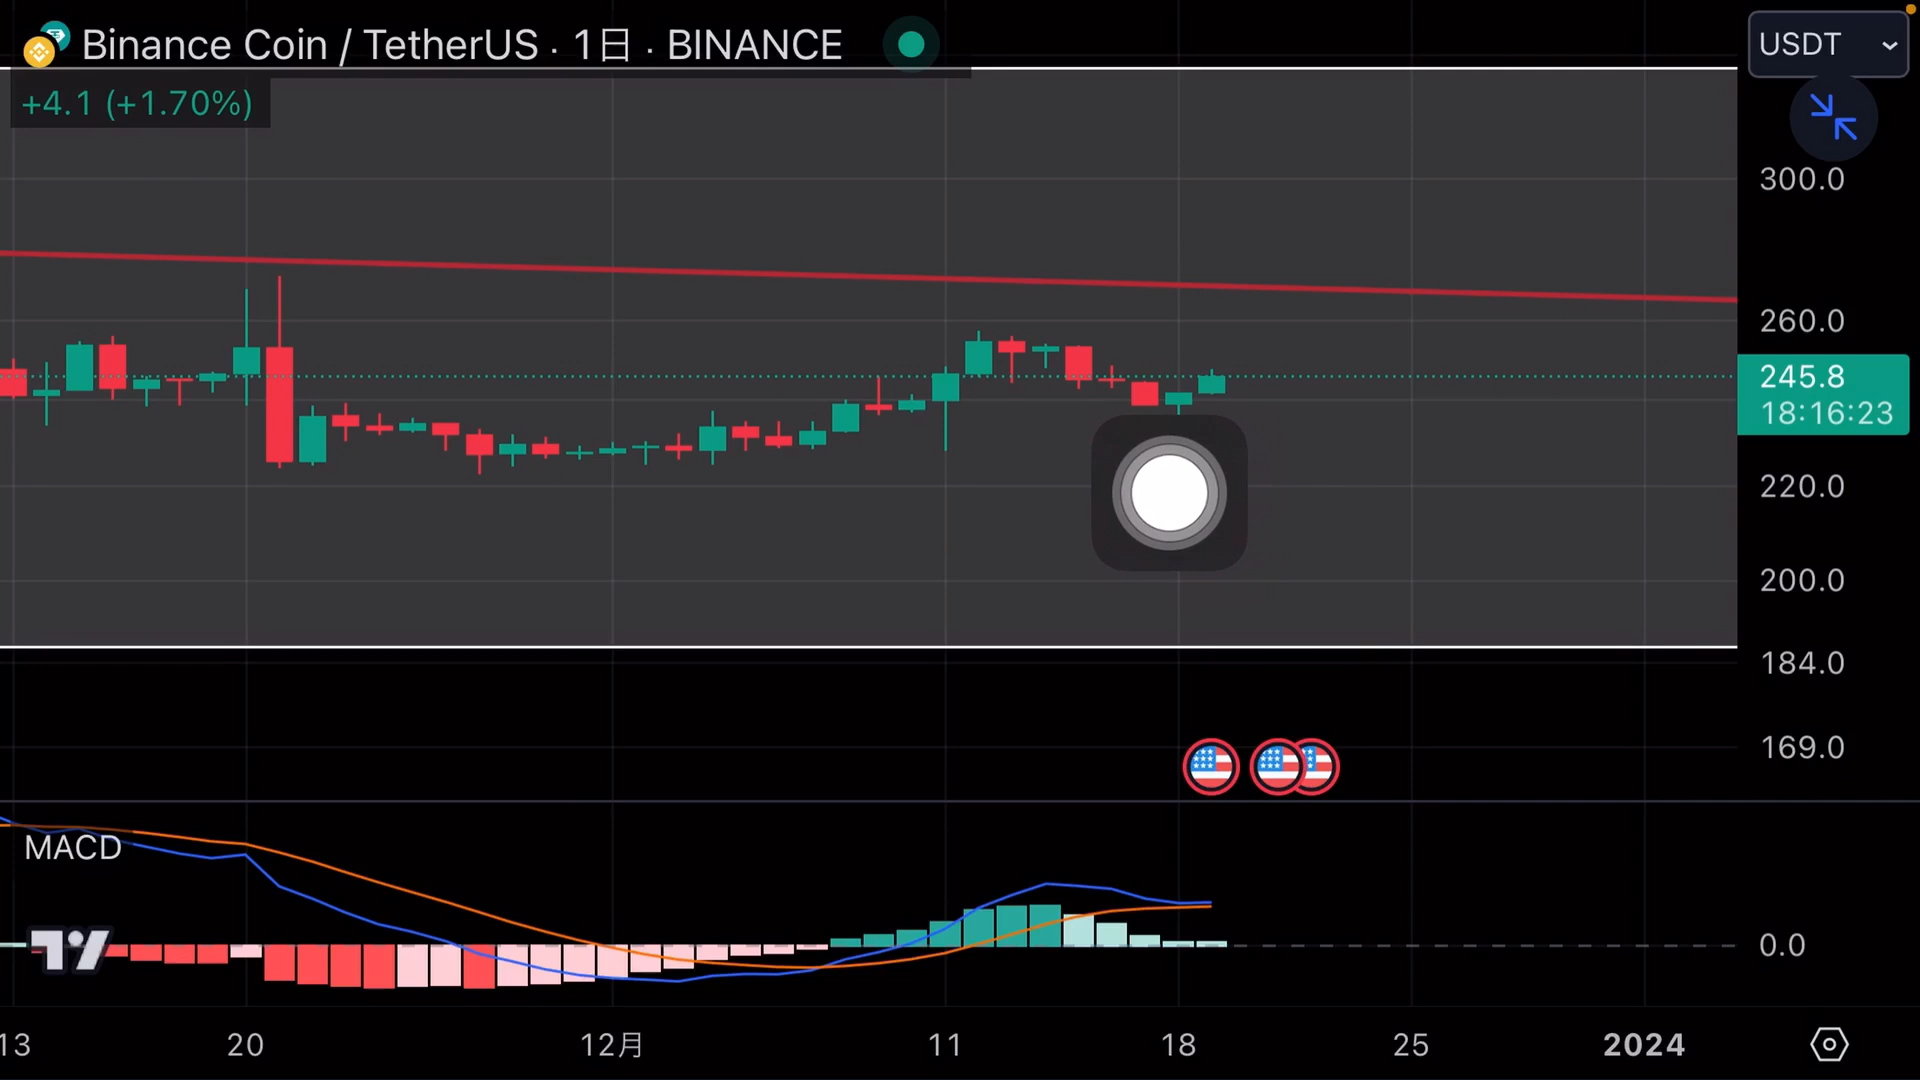 Binance Coin / TetherUS · 1日 · BINANCE
USDT
+4.1 (+1.70%)
300.0
260.0
245.8
18:16:23
220.0
200.0
184.0
169.0
MACD
0.0
13 20 12月 11 18 25 2024